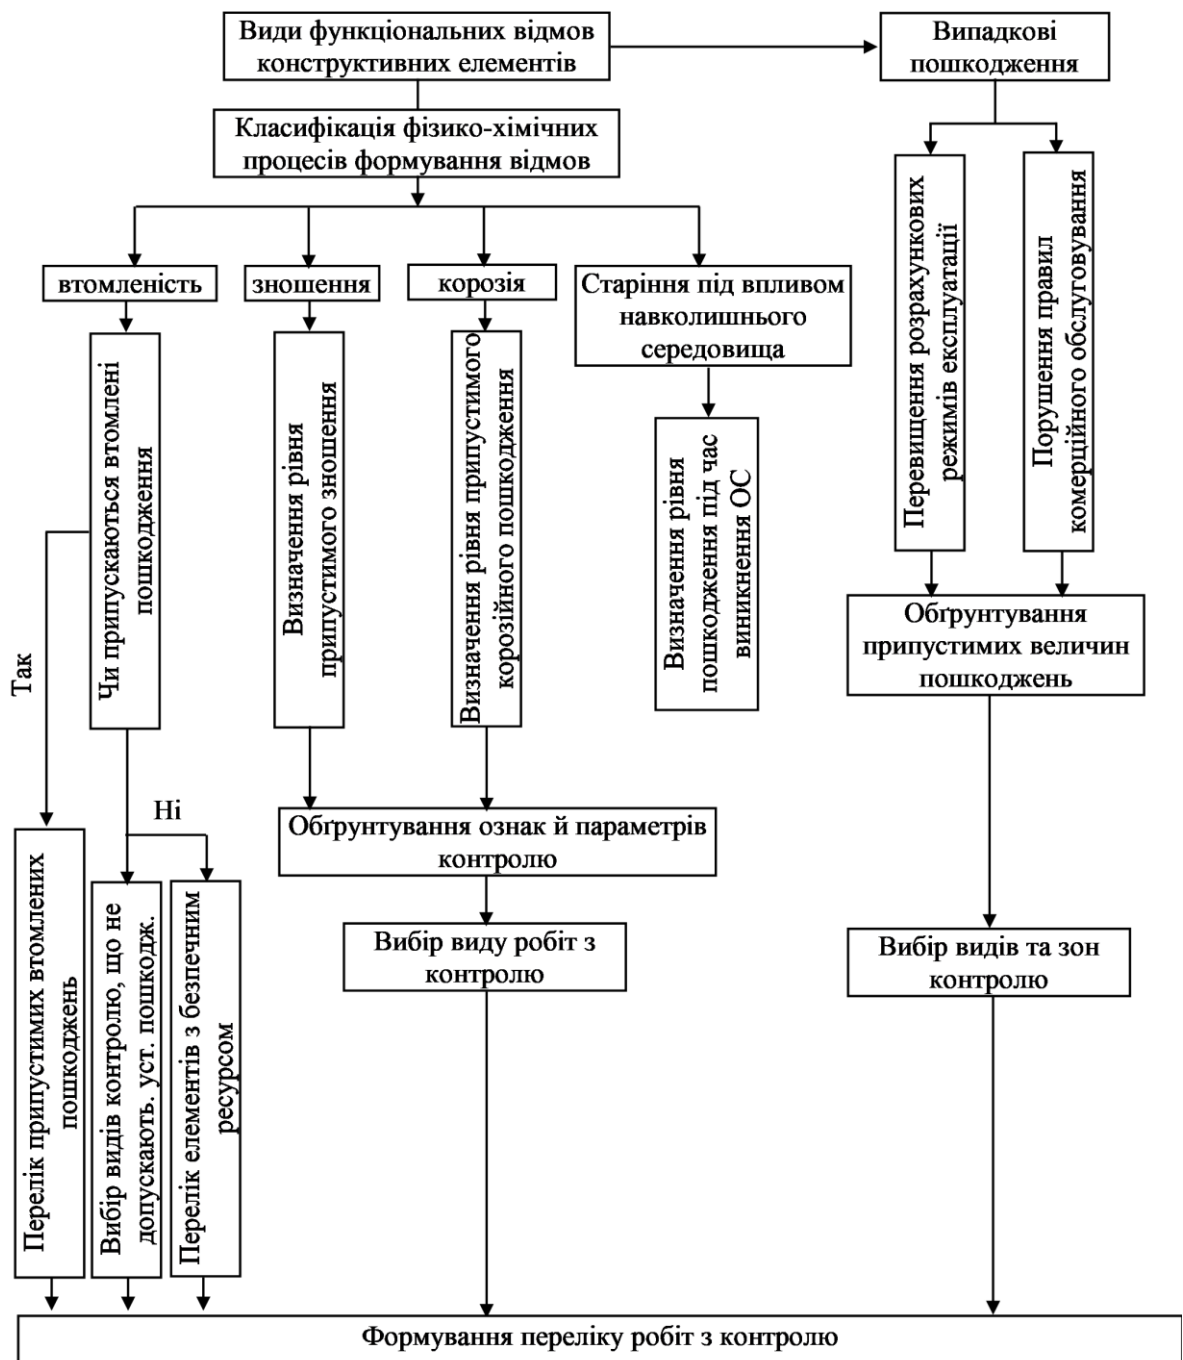 Види функціональних відмов
конструктивних елементів
Випадкові
пошкодження
Класифікація фізико-хімічних
процесів формування відмов
Перевищення розрахункових
режимів експлуатації
Порушення правил
комерційного обслуговування
втомленість
зношення
корозія
Старіння під впливом
навколишнього
середовища
Чи припускаються втомлені
пошкодження
Визначення рівня
припустимого зношення
Визначення рівня припустимого
корозійного пошкодження
Визначення рівня
пошкодження під час
виникнення ОС
Обґрунтування
припустимих величин
пошкоджень
Так
Ні
Обґрунтування ознак й параметрів
контролю
Перелік припустимих втомлених
пошкоджень
Вибір видів контролю, що не
допускають. уст. пошкодж.
Перелік елементів з безпечним
ресурсом
Вибір виду робіт з
контролю
Вибір видів та зон
контролю
Формування переліку робіт з контролю